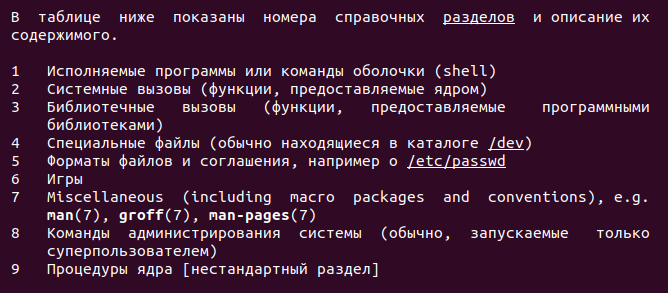 В таблице ниже показаны номера справочных разделов и описание их
содержимого.
1 Исполняемые программы или команды оболочки (shell)
2 Системные вызовы (функции, предоставляемые ядром)
3 Библиотечные вызовы (функции, предоставляемые программными
библиотеками)
4 Специальные файлы (обычно находящиеся в каталоге /dev)
5 Форматы файлов и соглашения, например о /etc/passwd
6 Игры
7 Miscellaneous (including macro packages and conventions), e.g.
man(7), groff(7), man-pages(7)
8 Команды администрирования системы (обычно, запускаемые только
суперпользователем)
9 Процедуры ядра [нестандартный раздел]